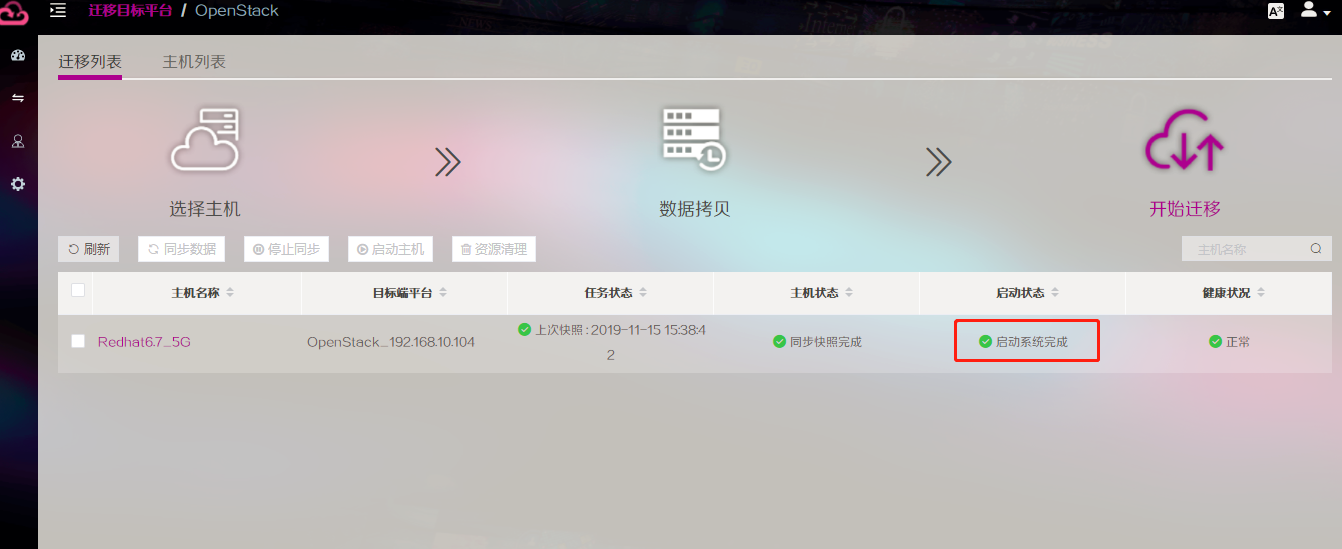 迁移目标平台 / OpenStack
迁移列表 主机列表
选择主机 数据拷贝 开始迁移
刷新 同步数据 停止同步 启动主机 资源清理 主机名称
主机名称 目标端平台 任务状态 主机状态 启动状态 健康状况
Redhat6.7_5G OpenStack_192.168.10.104 上次快照 : 2019-11-15 15:38:4
2 同步快照完成 启动系统完成 正常